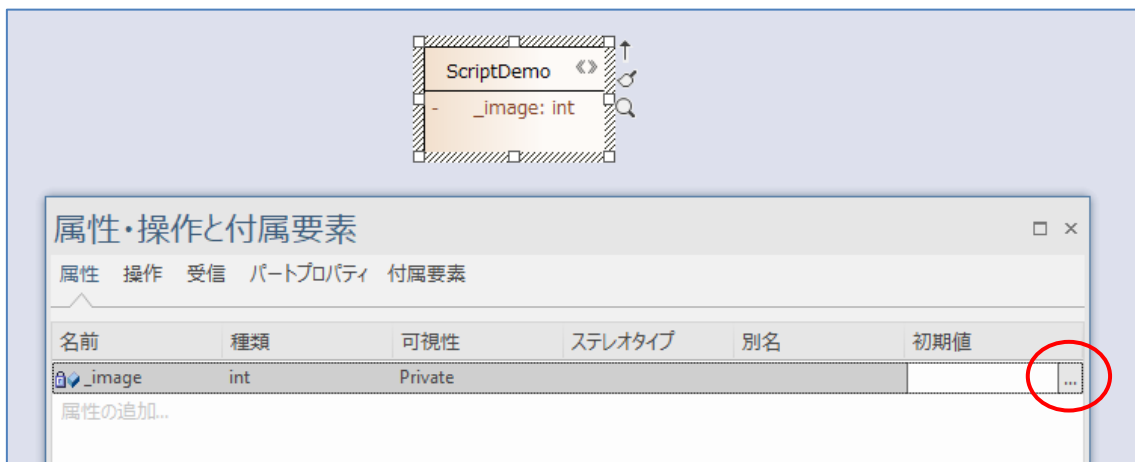 ScriptDemo «»
- _image: int
属性・操作と付属要素
属性 操作 受信 パートプロパティ 付属要素
名前 種類 可視性 ステレオタイプ 別名 初期値
_image int Private ...
属性の追加...